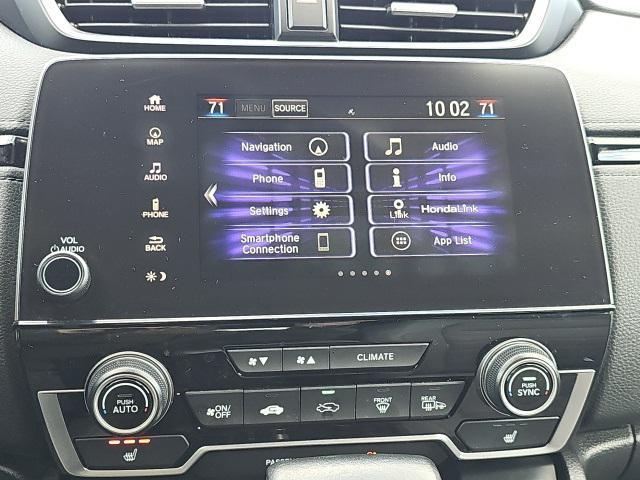 71 MENU SOURCE 10 02 71
HOME
MAP
AUDIO
PHONE
BACK
VOL
AUDIO
Navigation
Audio
Phone
Info
Settings
Link HondaLink
Smartphone
Connection
App List
CLIMATE
PUSH
AUTO
ON/
OFF
FRONT
REAR
PUSH
SYNC